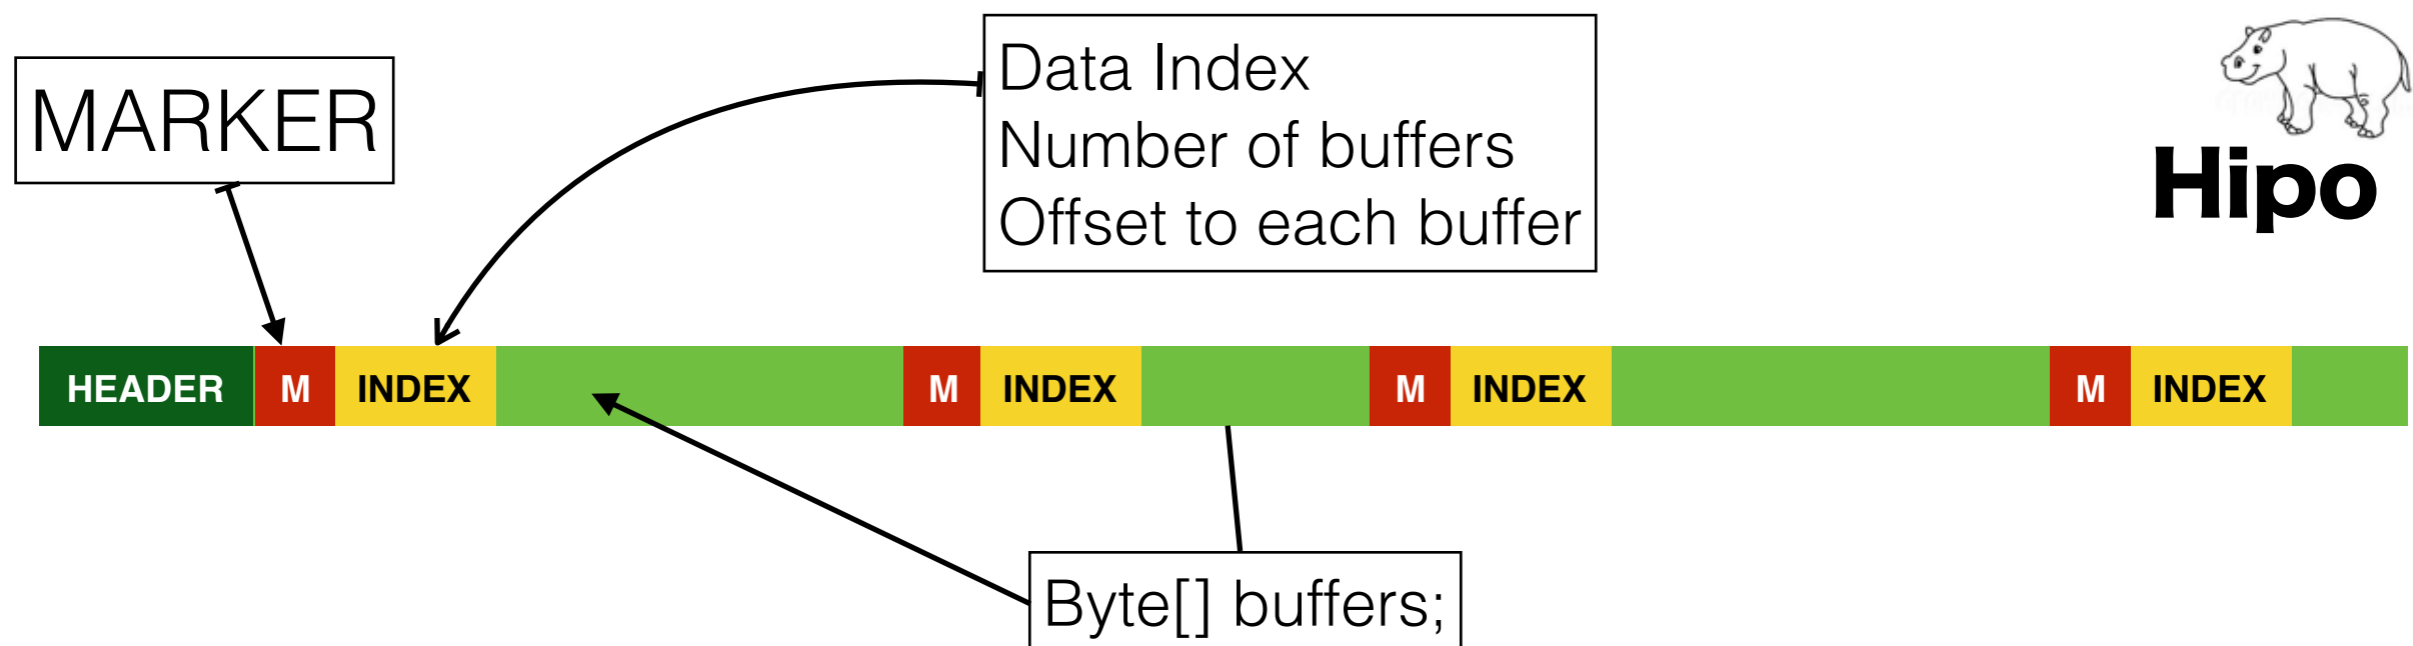 MARKER
Data Index
Number of buffers
Offset to each buffer
Hipo
HEADER M INDEX M INDEX M INDEX M INDEX
Byte[] buffers;